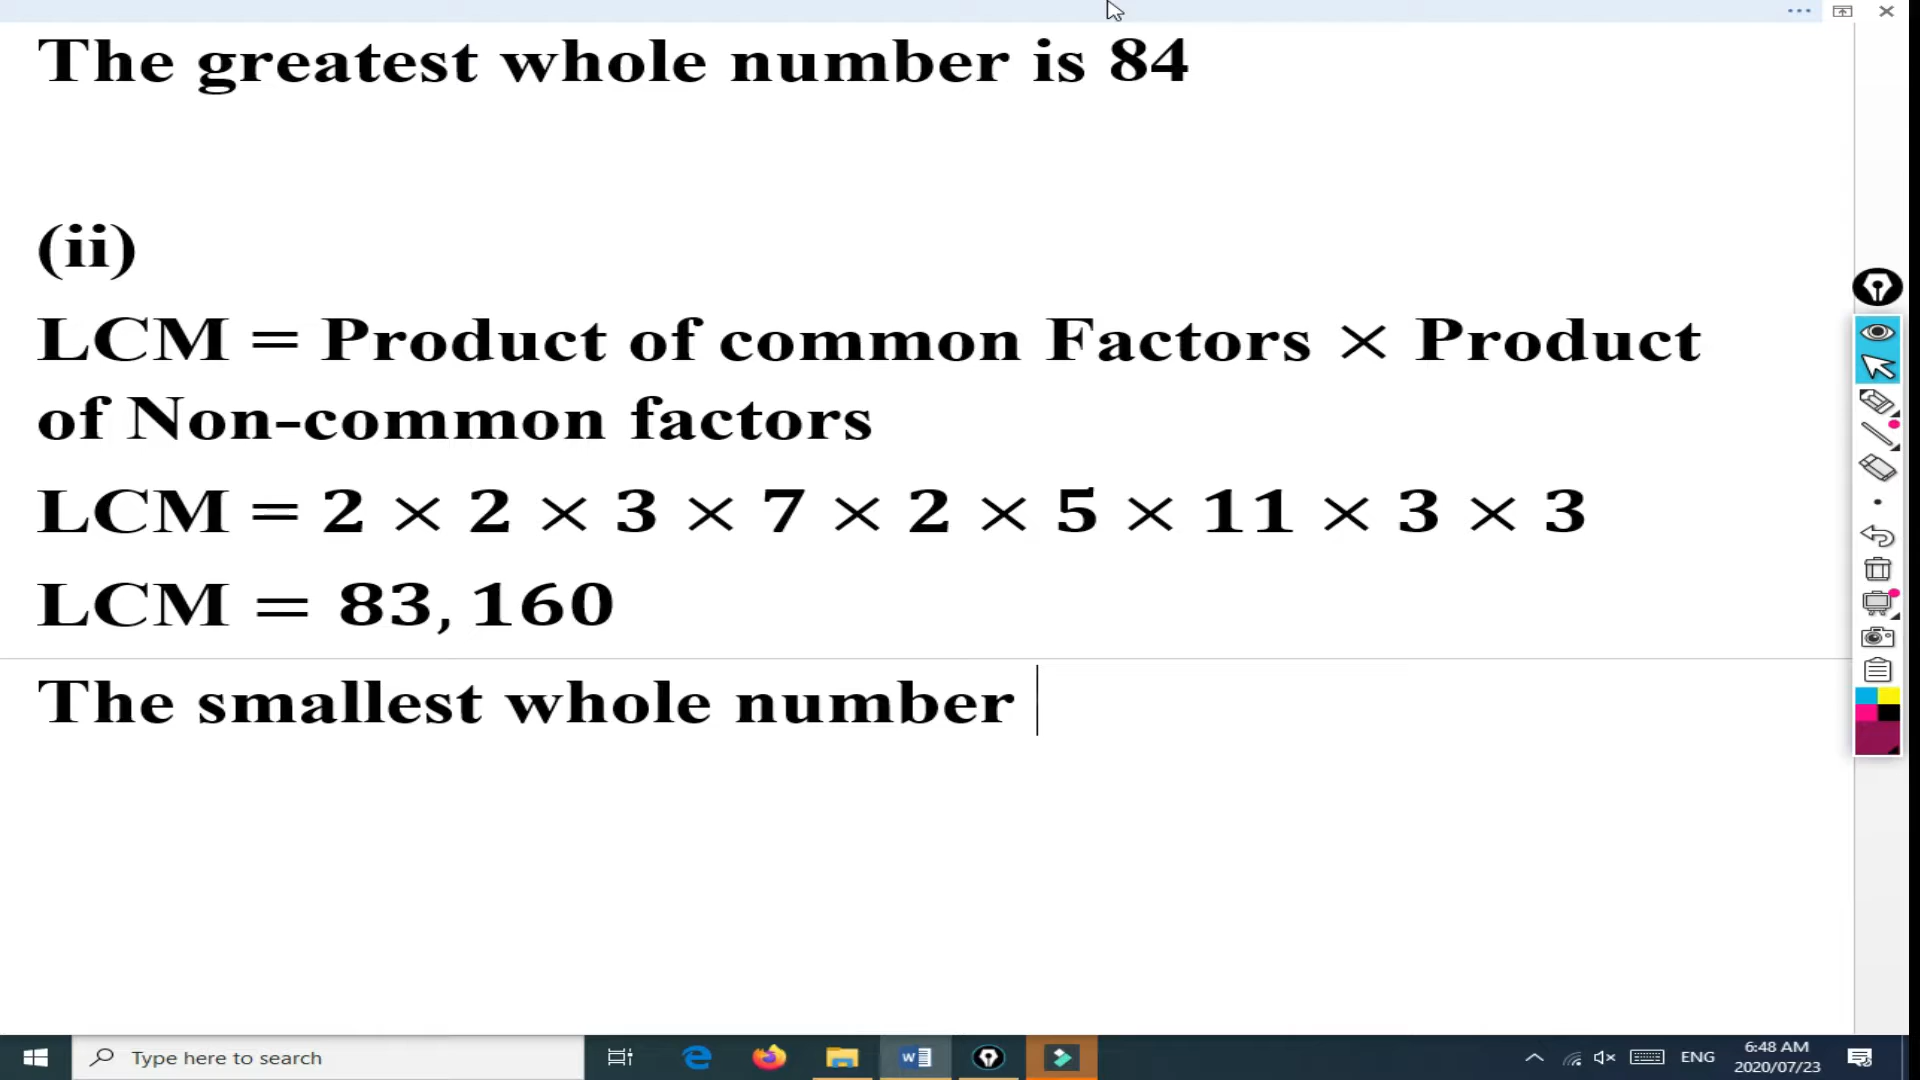 The greatest whole number is 84
(ii)
LCM = Product of common Factors × Product
of Non-common factors
LCM = 2 × 2 × 3 × 7 × 2 × 5 × 11 × 3 × 3
LCM = 83,160
The smallest whole number
Type here to search
ENG
6:48 AM
2020/07/23